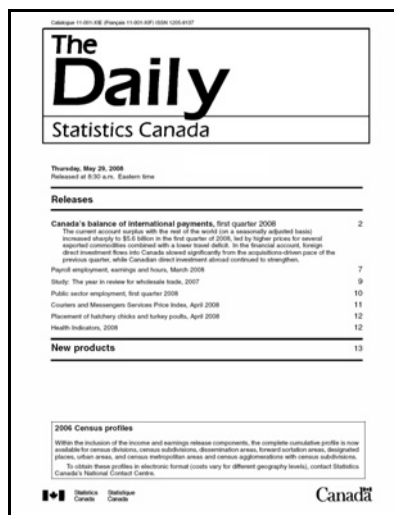 Catalogue 11-001-XIE (Français 11-001-XIF) ISSN 1205-9137
The
Daily
Statistics Canada
Thursday, May 29, 2008
Released at 8:30 a.m. Eastern time
Releases
Canada's balance of international payments, first quarter 2008 2
The current account surplus with the rest of the world (on a seasonally adjusted basis)
increased sharply to $5.6 billion in the first quarter of 2008, led by higher prices for several
exported commodities combined with a lower travel deficit. In the financial account, foreign
direct investment flows into Canada slowed significantly from the acquisitions-driven pace of the
previous quarter, while Canadian direct investment abroad continued to strengthen.
Payroll employment, earnings and hours, March 2008 7
Study: The year in review for wholesale trade, 2007 9
Public sector employment, first quarter 2008 10
Couriers and Messengers Services Price Index, April 2008 11
Placement of hatchery chicks and turkey poults, April 2008 12
Health Indicators, 2008 12
New products 13
2006 Census profiles
Within the inclusion of the income and earnings release components, the complete cumulative profile is now
available for census divisions, census subdivisions, dissemination areas, forward sortation areas, designated
places, urban areas, and census metropolitan areas and census agglomerations with census subdivisions.
To obtain these profiles in electronic format (costs vary for different geography levels), contact Statistics
Canada's National Contact Centre.
Statistics Statistique
Canada Canada
Canada